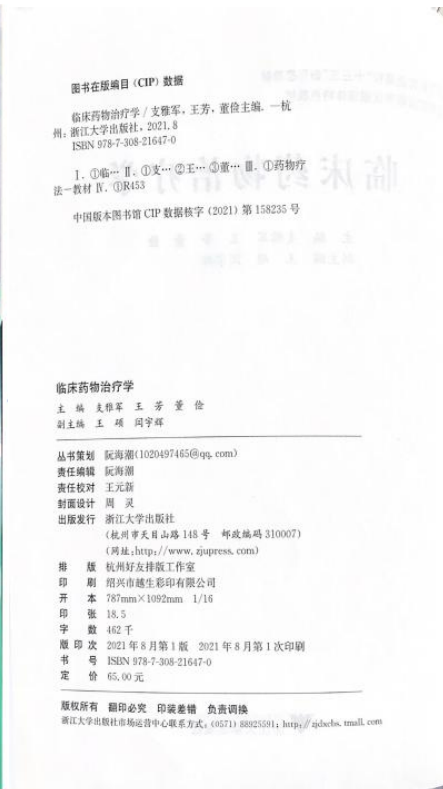 图书在版编目(CIP)数据
临床药物治疗学/支雅军,王芳,董俭主编. —杭
州:浙江大学出版社,2021.8
ISBN 978-7-308-21647-0
Ⅰ.①临… Ⅱ.①支… ②王… ③董… Ⅲ.①药物疗
法—教材 Ⅳ.①R453
中国版本图书馆CIP数据核字(2021)第158235号
临床药物治疗学
主 编 支雅军 王 芳 董 俭
副主编 王 硕 闫宇辉
丛书策划 阮海潮(1020497465@qq.com)
责任编辑 阮海潮
责任校对 王元新
封面设计 周 灵
出版发行 浙江大学出版社
(杭州市天目山路148号 邮政编码310007)
(网址:http://www.zjupress.com)
排 版 杭州好友排版工作室
印 刷 绍兴市越生彩印有限公司
开 本 787mm×1092mm 1/16
印 张 18.5
字 数 462千
版 印 次 2021年8月第1版 2021年8月第1次印刷
书 号 ISBN 978-7-308-21647-0
定 价 65.00元
版权所有 翻印必究 印装差错 负责调换
浙江大学出版社市场运营中心联系方式:(0571)88925591;http://zjdxcbs.tmall.com